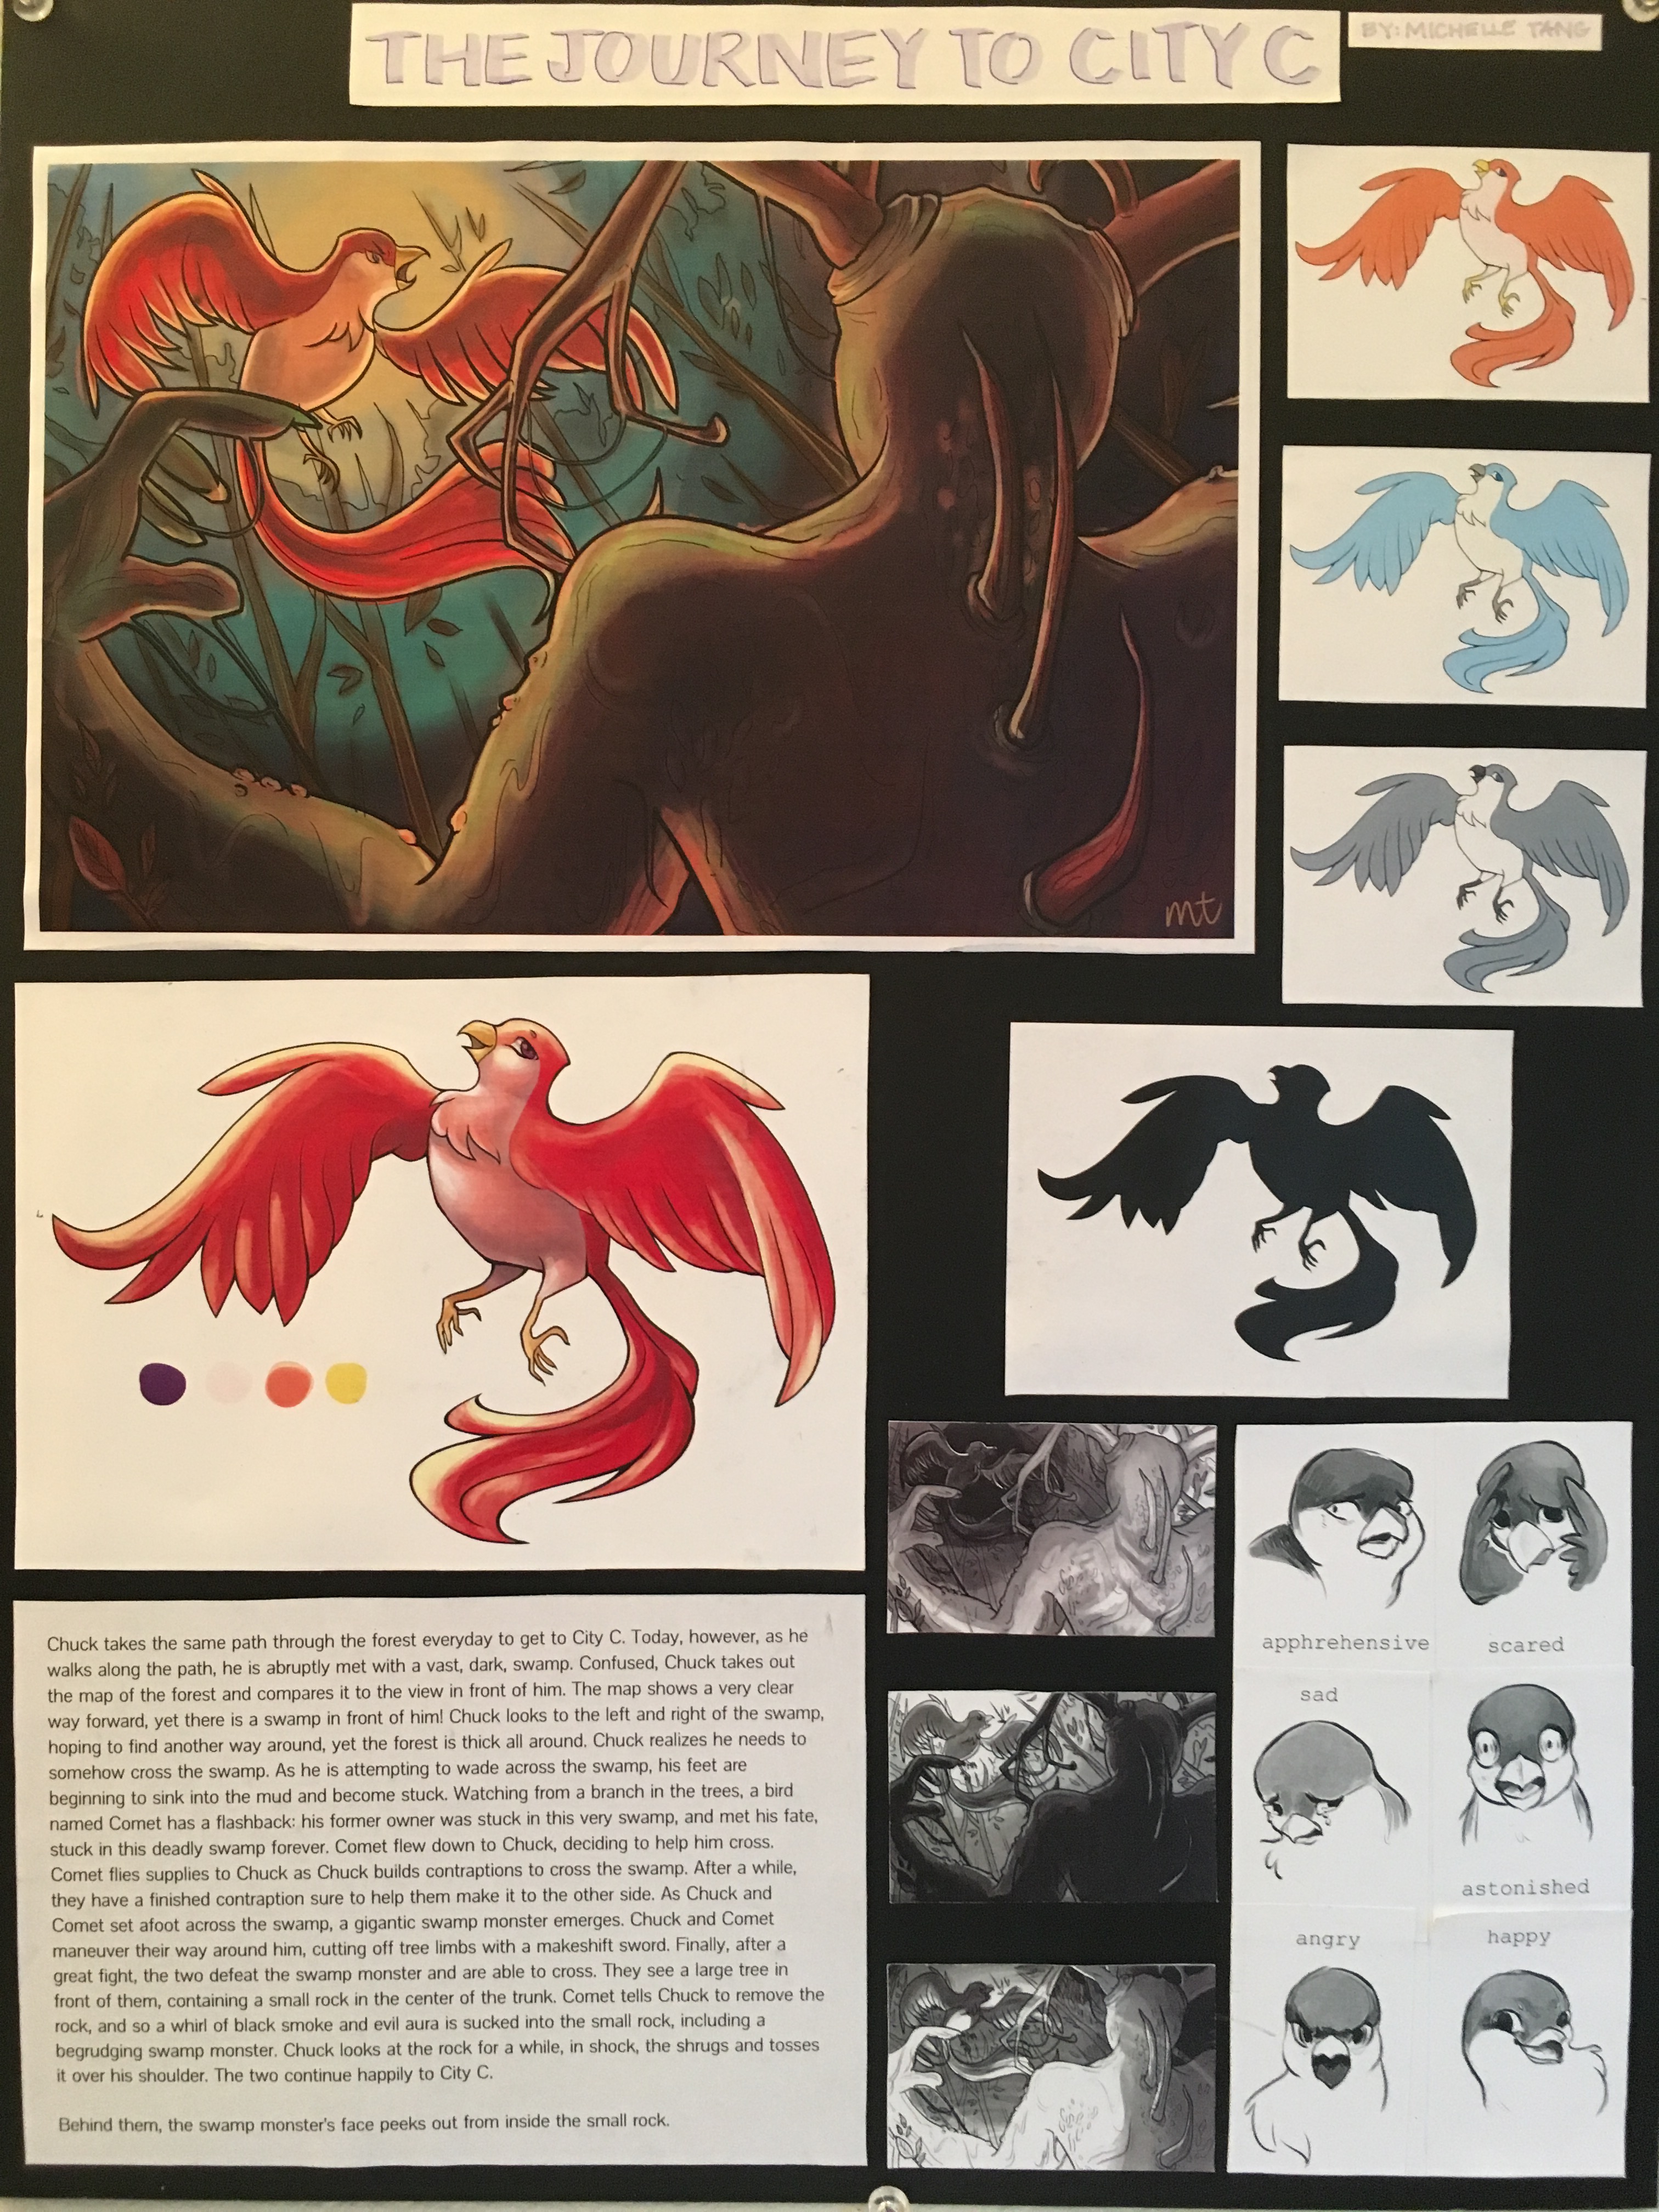 THE JOURNEY TO CITY C
BY: MICHELLE TANG
mt
Chuck takes the same path through the forest everyday to get to City C. Today, however, as he
walks along the path, he is abruptly met with a vast, dark, swamp. Confused, Chuck takes out
the map of the forest and compares it to the view in front of him. The map shows a very clear
way forward, yet there is a swamp in front of him! Chuck looks to the left and right of the swamp,
hoping to find another way around, yet the forest is thick all around. Chuck realizes he needs to
somehow cross the swamp. As he is attempting to wade across the swamp, his feet are
beginning to sink into the mud and become stuck. Watching from a branch in the trees, a bird
named Comet has a flashback: his former owner was stuck in this very swamp, and met his fate,
stuck in this deadly swamp forever. Comet flew down to Chuck, deciding to help him cross.
Comet flies supplies to Chuck as Chuck builds contraptions to cross the swamp. After a while,
they have a finished contraption sure to help them make it to the other side. As Chuck and
Comet set afoot across the swamp, a gigantic swamp monster emerges. Chuck and Comet
maneuver their way around him, cutting off tree limbs with a makeshift sword. Finally, after a
great fight, the two defeat the swamp monster and are able to cross. They see a large tree in
front of them, containing a small rock in the center of the trunk. Comet tells Chuck to remove the
rock, and so a whirl of black smoke and evil aura is sucked into the small rock, including a
begrudging swamp monster. Chuck looks at the rock for a while, in shock, the shrugs and tosses
it over his shoulder. The two continue happily to City C.
Behind them, the swamp monster's face peeks out from inside the small rock.
apphrehensive
scared
sad
astonished
angry
happy